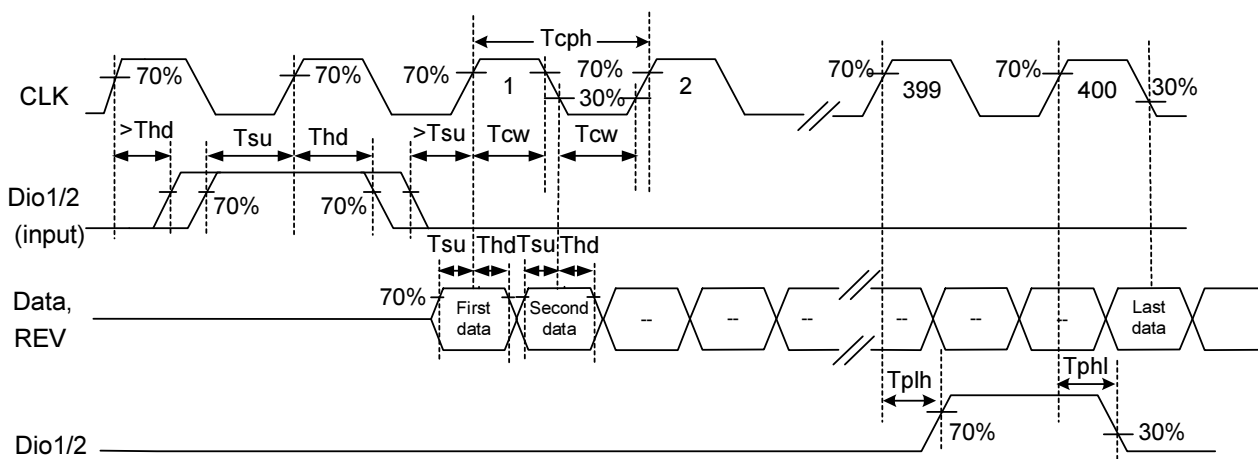 Tcph
70%
70%
70%
1
70%
30%
2
70%
399
70%
400
30%
CLK
>Thd
Tsu
Thd
>Tsu
Tcw
Tcw
Dio1/2
(input)
70%
70%
Tsu
Thd
Tsu
Thd
Data,
REV
70%
First
data
Second
data
--
--
--
--
--
--
Last
data
Tplh
Tphl
Dio1/2
70%
30%